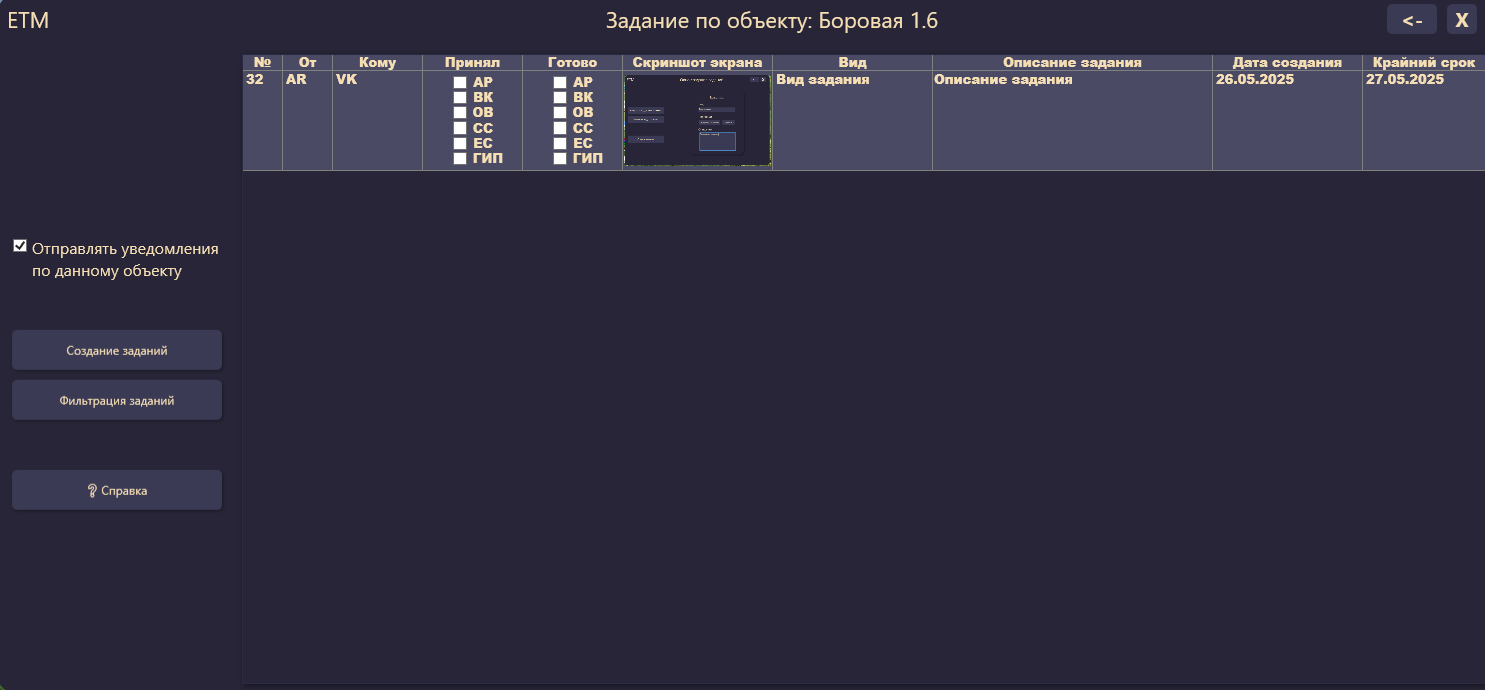 ETM
Задание по объекту: Боровая 1.6
<-
X
№ От Кому Принял Готово Скриншот экрана Вид Описание задания Дата создания Крайний срок
32 AR VK АР АР Вид задания Описание задания 26.05.2025 27.05.2025
ВК ВК
ОВ ОВ
СС СС
ЕС ЕС
ГИП ГИП
Отправлять уведомления
по данному объекту
Создание заданий
Фильтрация заданий
? Справка